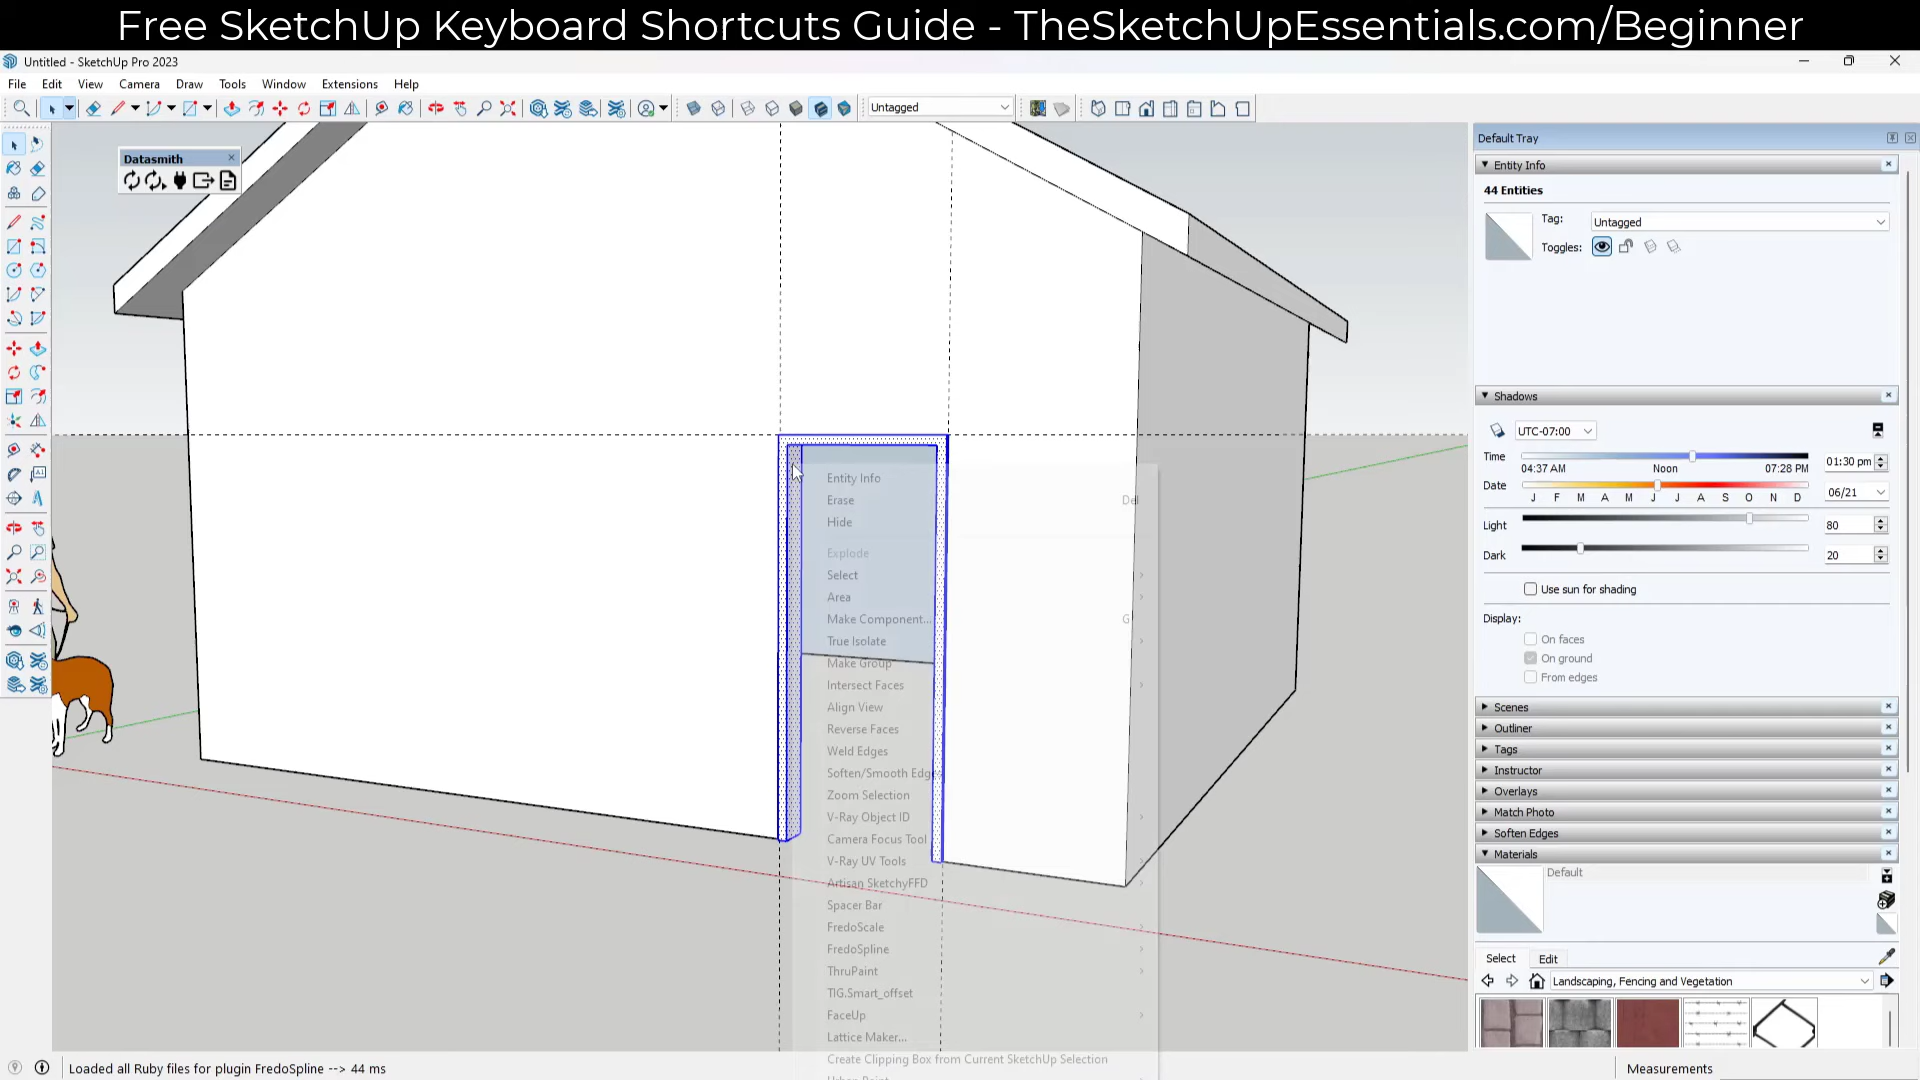 Free SketchUp Keyboard Shortcuts Guide - TheSketchUpEssentials.com/Beginner
Untitled - SketchUp Pro 2023
File Edit View Camera Draw Tools Window Extensions Help
Untagged
Datasmith
Entity Info
Erase Del
Hide
Explode
Select
Area
Make Component... G
True Isolate
Make Group
Intersect Faces
Align View
Reverse Faces
Weld Edges
Soften/Smooth Edg
Zoom Selection
V-Ray Object ID
Camera Focus Tool
V-Ray UV Tools
Artisan SketchyFFD
Spacer Bar
FredoScale
FredoSpline
ThruPaint
TIG.Smart_offset
FaceUp
Lattice Maker...
Create Clipping Box from Current SketchUp Selection
Default Tray
Entity Info
44 Entities
Tag: Untagged
Toggles:
Shadows
UTC-07:00
Time 04:37 AM Noon 07:28 PM 01:30 pm
Date J F M A M J J A S O N D 06/21
Light 80
Dark 20
Use sun for shading
Display:
On faces
On ground
From edges
Scenes
Outliner
Tags
Instructor
Overlays
Match Photo
Soften Edges
Materials
Default
Select Edit
Landscaping, Fencing and Vegetation
Loaded all Ruby files for plugin FredoSpline --> 44 ms
Measurements